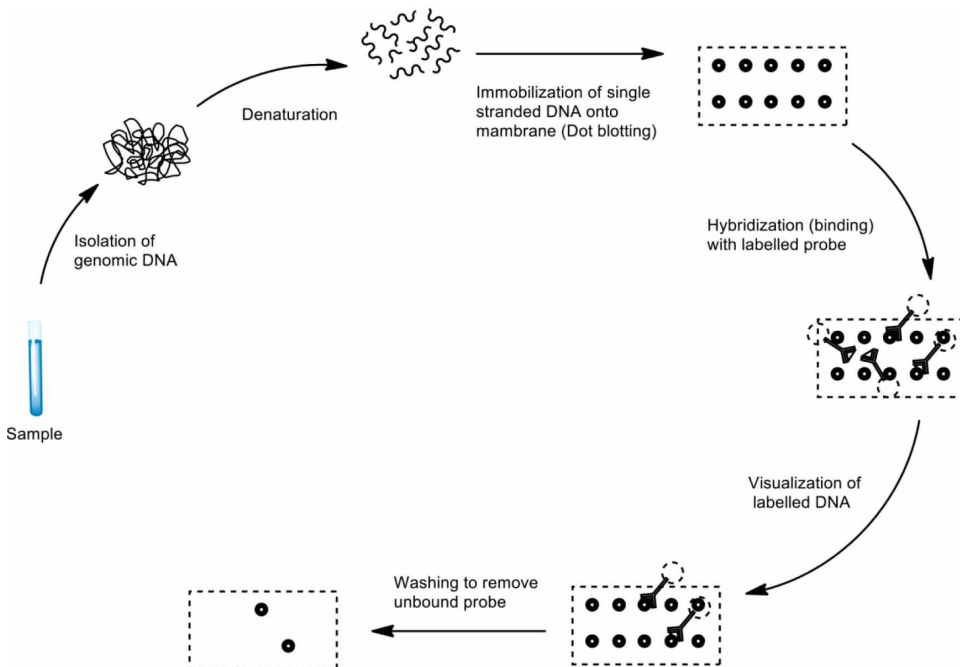 Sample
Isolation of
genomic DNA
Denaturation
Immobilization of single
stranded DNA onto
mambrane (Dot blotting)
Hybridization (binding)
with labelled probe
Visualization of
labelled DNA
Washing to remove
unbound probe